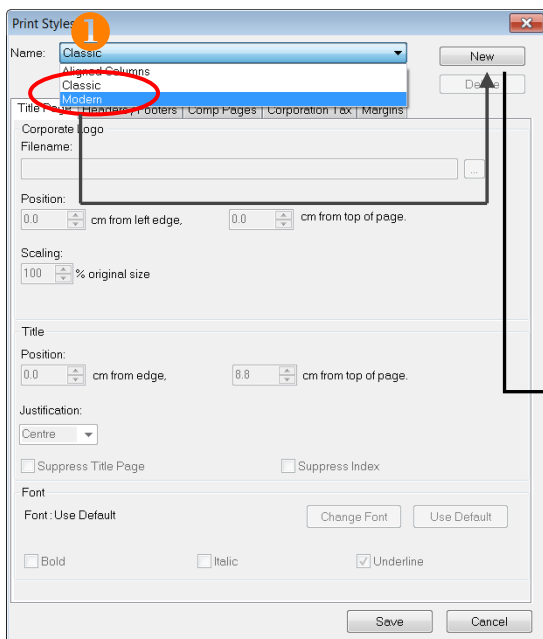 Print Styles
1
Name: Classic
New
Aligned Columns
Classic
Modern
Delete
Title Page Headers / Footers Comp Pages Corporation Tax Margins
Corporate Logo
Filename:
...
Position:
0.0 cm from left edge, 0.0 cm from top of page.
Scaling:
100 % original size
Title
Position:
0.0 cm from edge, 8.8 cm from top of page.
Justification:
Centre
Suppress Title Page Suppress Index
Font
Font : Use Default Change Font Use Default
Bold Italic Underline
Save Cancel